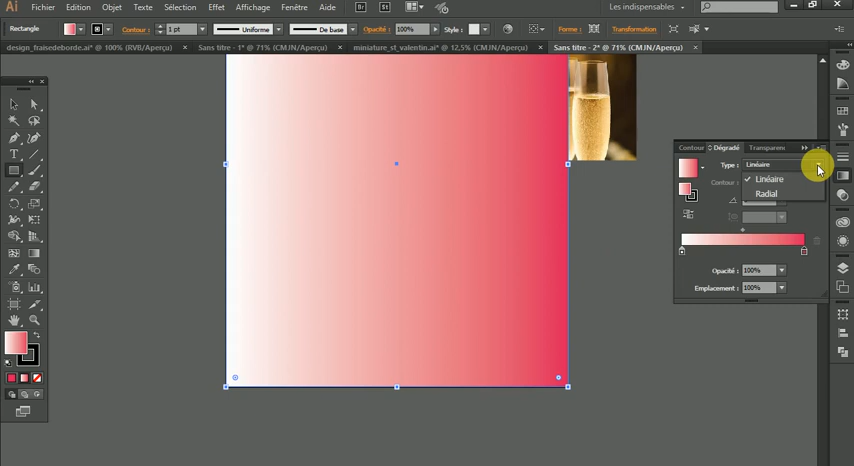 Ai Fichier Edition Objet Texte Sélection Effet Affichage Fenêtre Aide Br St Les indispensables
Rectangle Contour : 1 pt Uniforme De base Opacité : 100% Style : Forme : Transformation
design_fraisedeborde.ai* @ 100% (RVB/Aperçu) × Sans titre - 1* @ 71% (CMJN/Aperçu) × miniature_st_valentin.ai* @ 12,5% (CMJN/Aperçu) × Sans titre - 2* @ 71% (CMJN/Aperçu) ×
Contour Dégradé Transparenc
Type : Linéaire
Linéaire
Contour :
Radial
Opacité : 100%
Emplacement : 100%